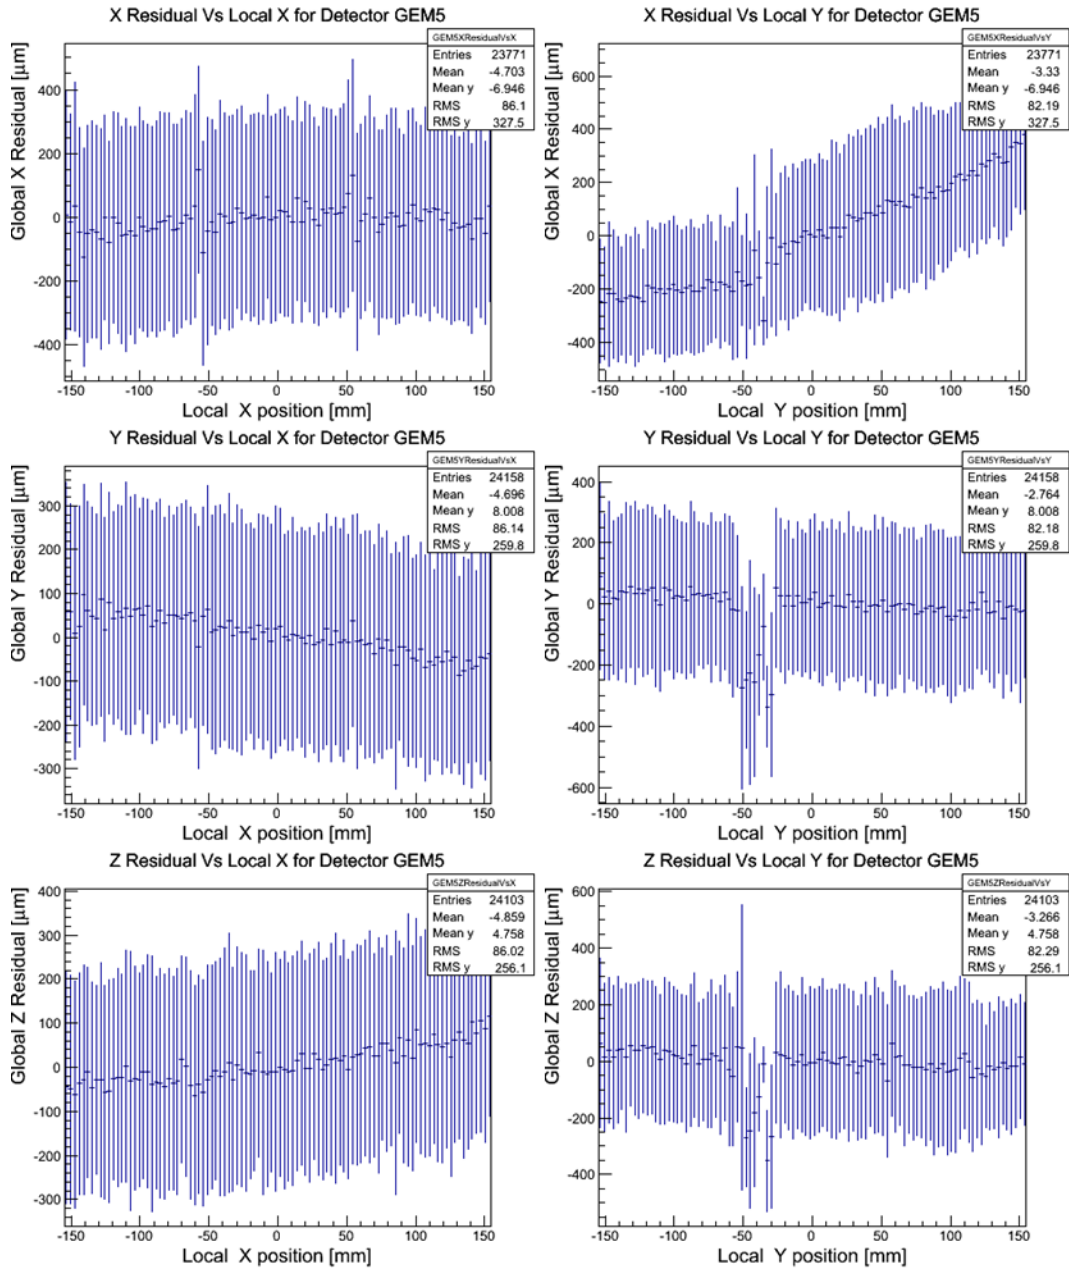 X Residual Vs Local X for Detector GEM5
GEM5XResidualVsX
Entries 23771
Mean -4.703
Mean y -6.946
RMS 86.1
RMS y 327.5
Global X Residual [μm]
400
200
0
-200
-400
-150 -100 -50 0 50 100 150
Local X position [mm]
X Residual Vs Local Y for Detector GEM5
GEM5XResidualVsY
Entries 23771
Mean -3.33
Mean y -6.946
RMS 82.19
RMS y 327.5
Global X Residual [μm]
600
400
200
0
-200
-400
-150 -100 -50 0 50 100 150
Local Y position [mm]
Y Residual Vs Local X for Detector GEM5
GEM5YResidualVsX
Entries 24158
Mean -4.696
Mean y 8.008
RMS 86.14
RMS y 259.8
Global Y Residual [μm]
300
200
100
0
-100
-200
-300
-150 -100 -50 0 50 100 150
Local X position [mm]
Y Residual Vs Local Y for Detector GEM5
GEM5YResidualVsY
Entries 24158
Mean -2.764
Mean y 8.008
RMS 82.18
RMS y 259.8
Global Y Residual [μm]
400
200
0
-200
-400
-600
-150 -100 -50 0 50 100 150
Local Y position [mm]
Z Residual Vs Local X for Detector GEM5
GEM5ZResidualVsX
Entries 24103
Mean -4.859
Mean y 4.758
RMS 86.02
RMS y 256.1
Global Z Residual [μm]
400
300
200
100
0
-100
-200
-300
-150 -100 -50 0 50 100 150
Local X position [mm]
Z Residual Vs Local Y for Detector GEM5
GEM5ZResidualVsY
Entries 24103
Mean -3.266
Mean y 4.758
RMS 82.29
RMS y 256.1
Global Z Residual [μm]
600
400
200
0
-200
-400
-150 -100 -50 0 50 100 150
Local Y position [mm]